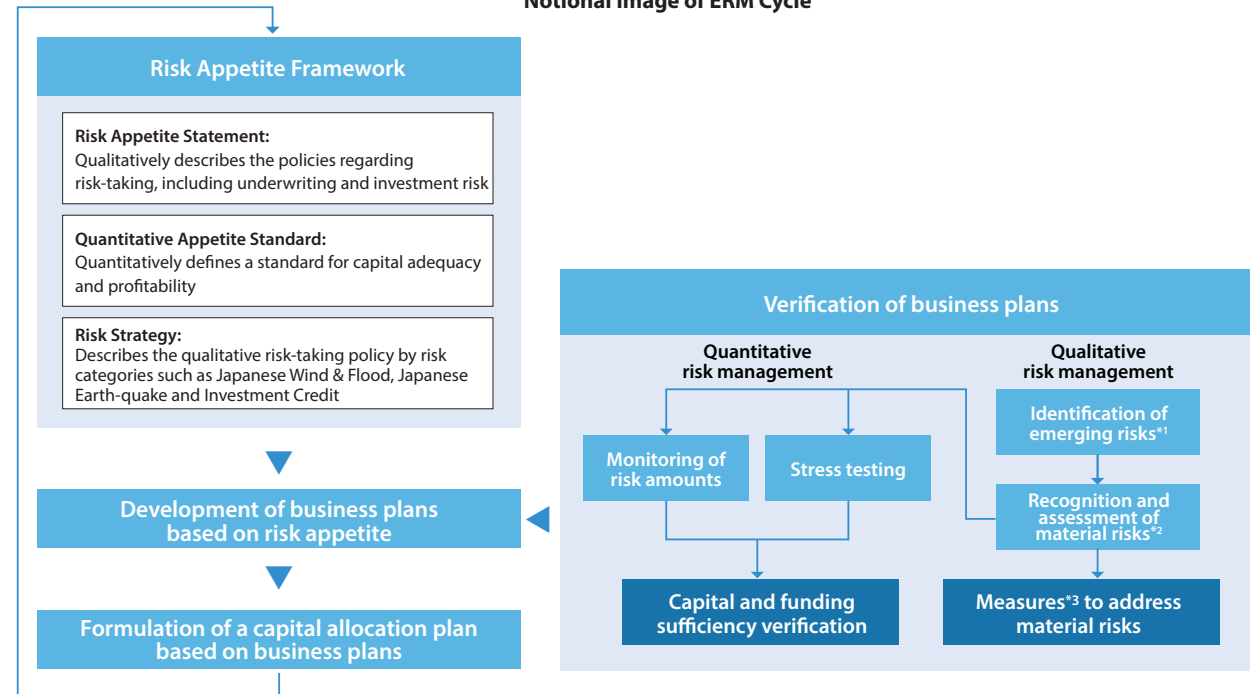 Notional Image of ERM Cycle
Risk Appetite Framework
Risk Appetite Statement:
Qualitatively describes the policies regarding
risk-taking, including underwriting and investment risk
Quantitative Appetite Standard:
Quantitatively defines a standard for capital adequacy
and profitability
Risk Strategy:
Describes the qualitative risk-taking policy by risk
categories such as Japanese Wind & Flood, Japanese
Earth-quake and Investment Credit
Development of business plans
based on risk appetite
Formulation of a capital allocation plan
based on business plans
Verification of business plans
Quantitative
risk management
Monitoring of
risk amounts
Stress testing
Capital and funding
sufficiency verification
Qualitative
risk management
Identification of
emerging risks*1
Recognition and
assessment of
material risks*2
Measures*3 to address
material risks